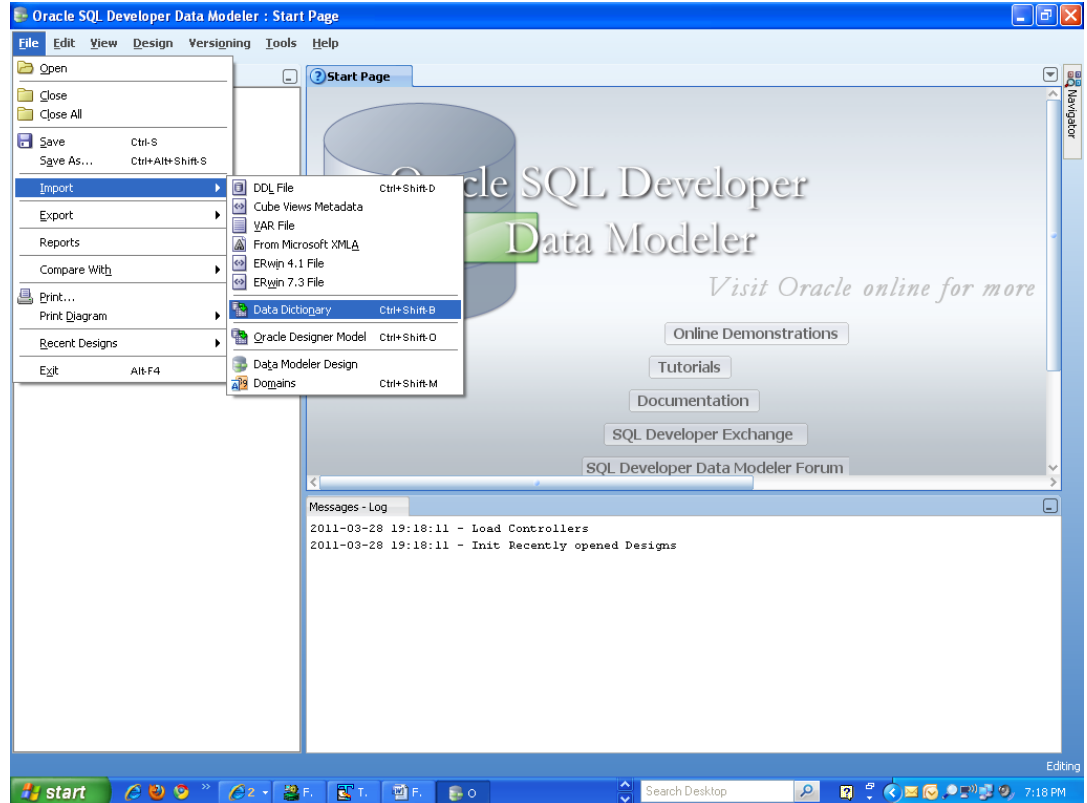 Oracle SQL Developer Data Modeler : Start Page
File Edit View Design Versioning Tools Help
Open
Close
Close All
Save Ctrl-S
Save As... Ctrl+Alt+Shift-S
Import
Export
Reports
Compare With
Print...
Print Diagram
Recent Designs
Exit Alt-F4
DDL File Ctrl+Shift-D
Cube Views Metadata
VAR File
From Microsoft XMLA
ERwin 4.1 File
ERwin 7.3 File
Data Dictionary Ctrl+Shift-B
Oracle Designer Model Ctrl+Shift-O
Data Modeler Design
Domains Ctrl+Shift-M
Start Page
Navigator
Oracle SQL Developer
Data Modeler
Visit Oracle online for more
Online Demonstrations
Tutorials
Documentation
SQL Developer Exchange
SQL Developer Data Modeler Forum
Messages - Log
2011-03-28 19:18:11 - Load Controllers
2011-03-28 19:18:11 - Init Recently opened Designs
Editing
start 2 F. T. F. O Search Desktop 7:18 PM